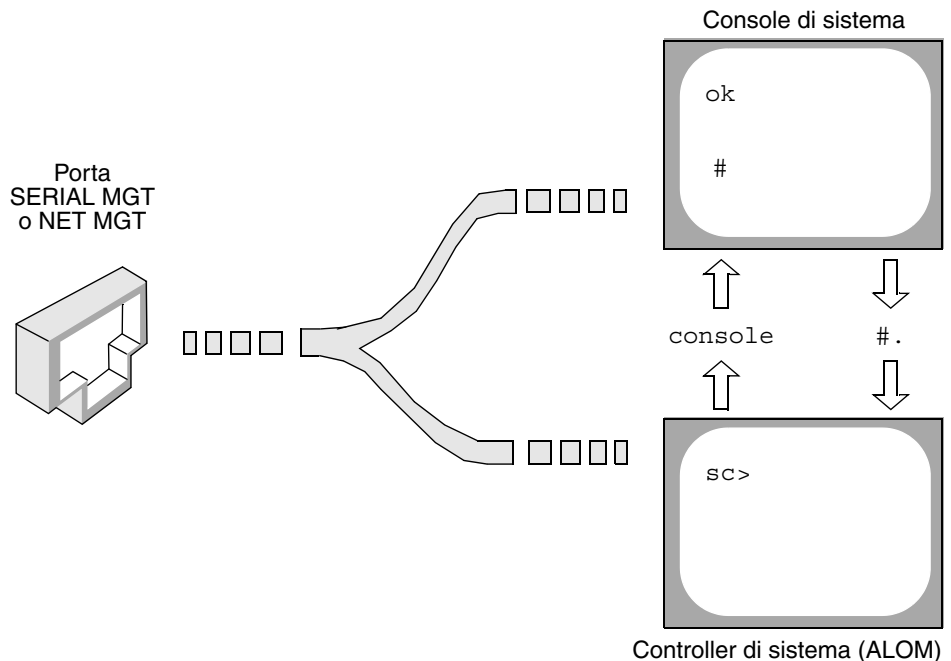 Console di sistema
ok
#
Porta
SERIAL MGT
o NET MGT
console
#.
sc>
Controller di sistema (ALOM)